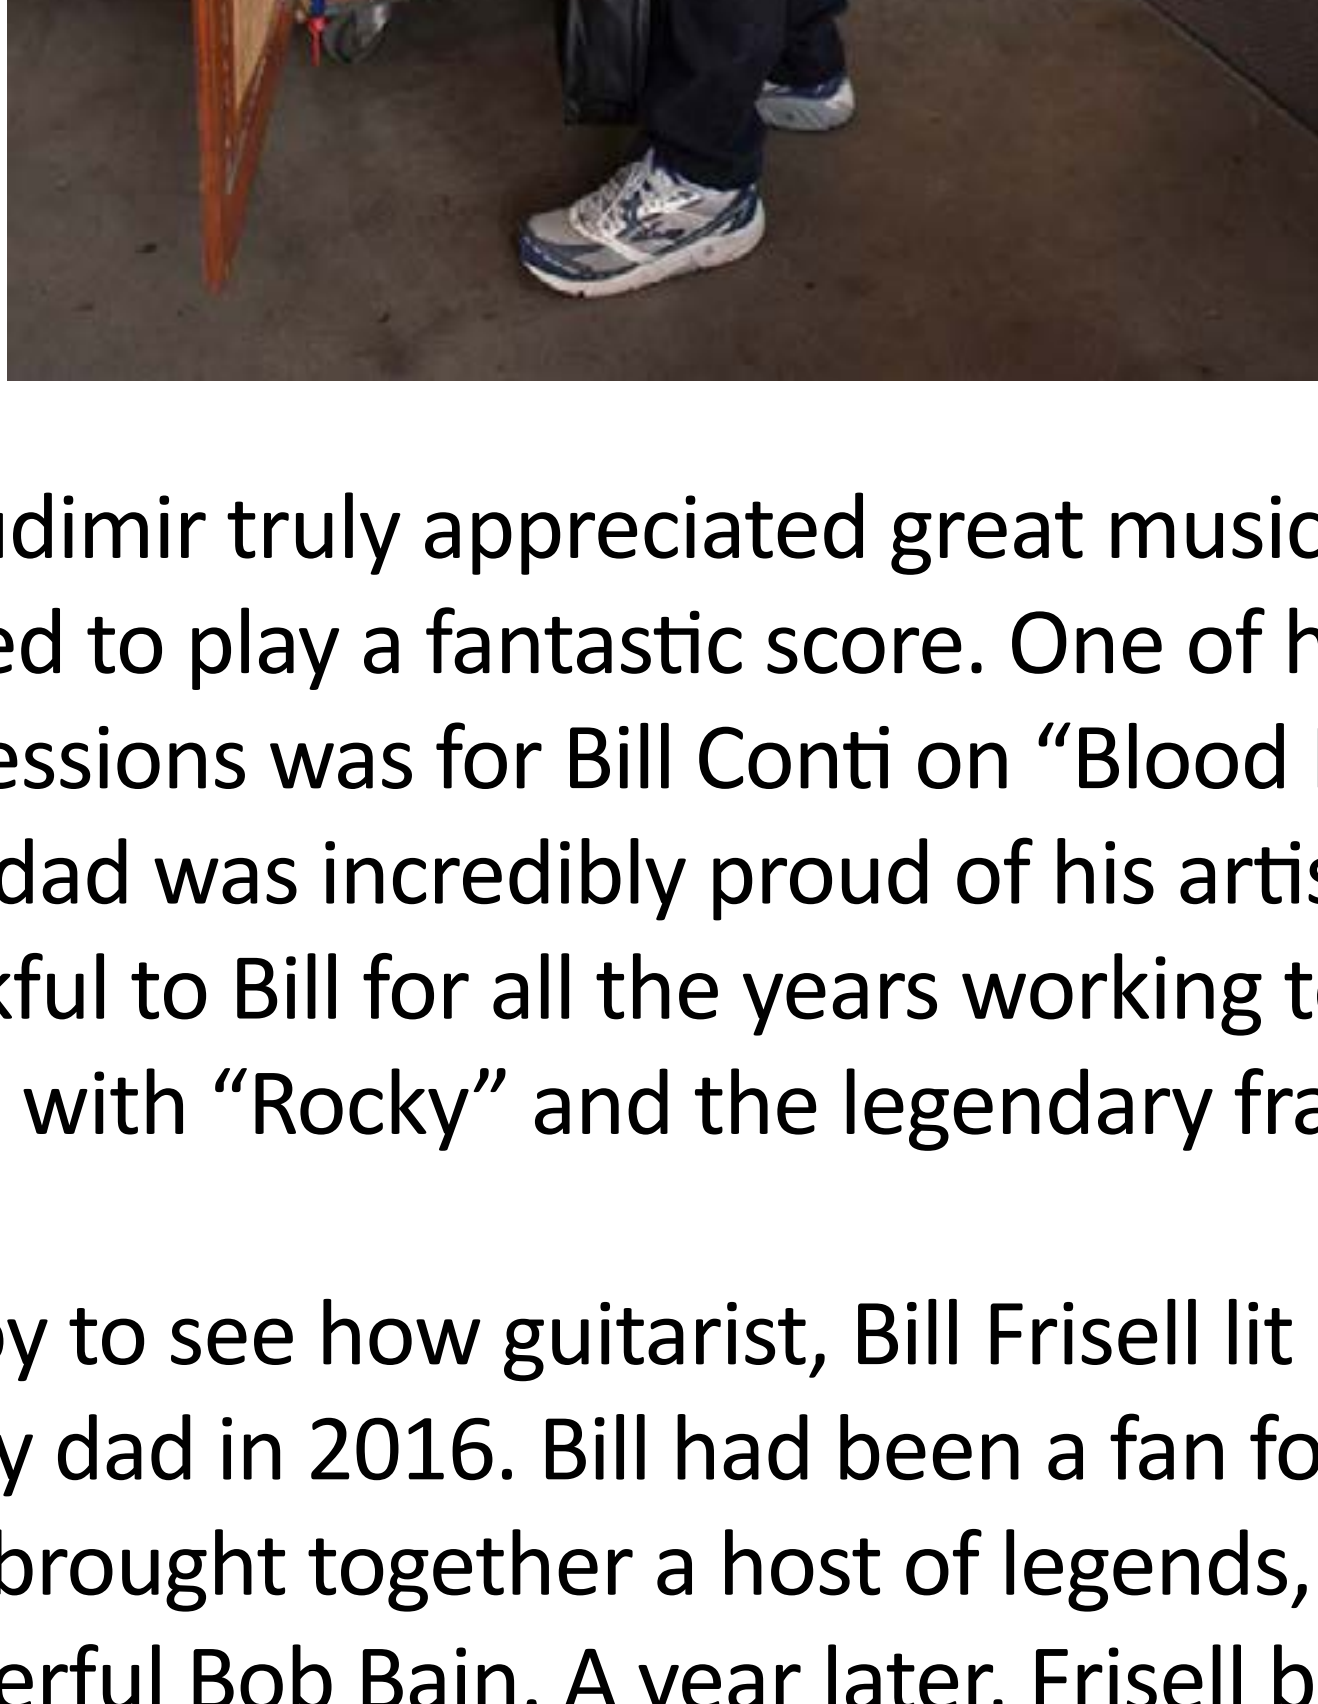 dimir truly appreciated great music
ed to play a fantastic score. One of h
essions was for Bill Conti on “Blood
dad was incredibly proud of his artis
kful to Bill for all the years working to
with “Rocky” and the legendary fra
oy to see how guitarist, Bill Frisell lit
y dad in 2016. Bill had been a fan fo
brought together a host of legends,
erful Bob Bain. A year later, Frisell b